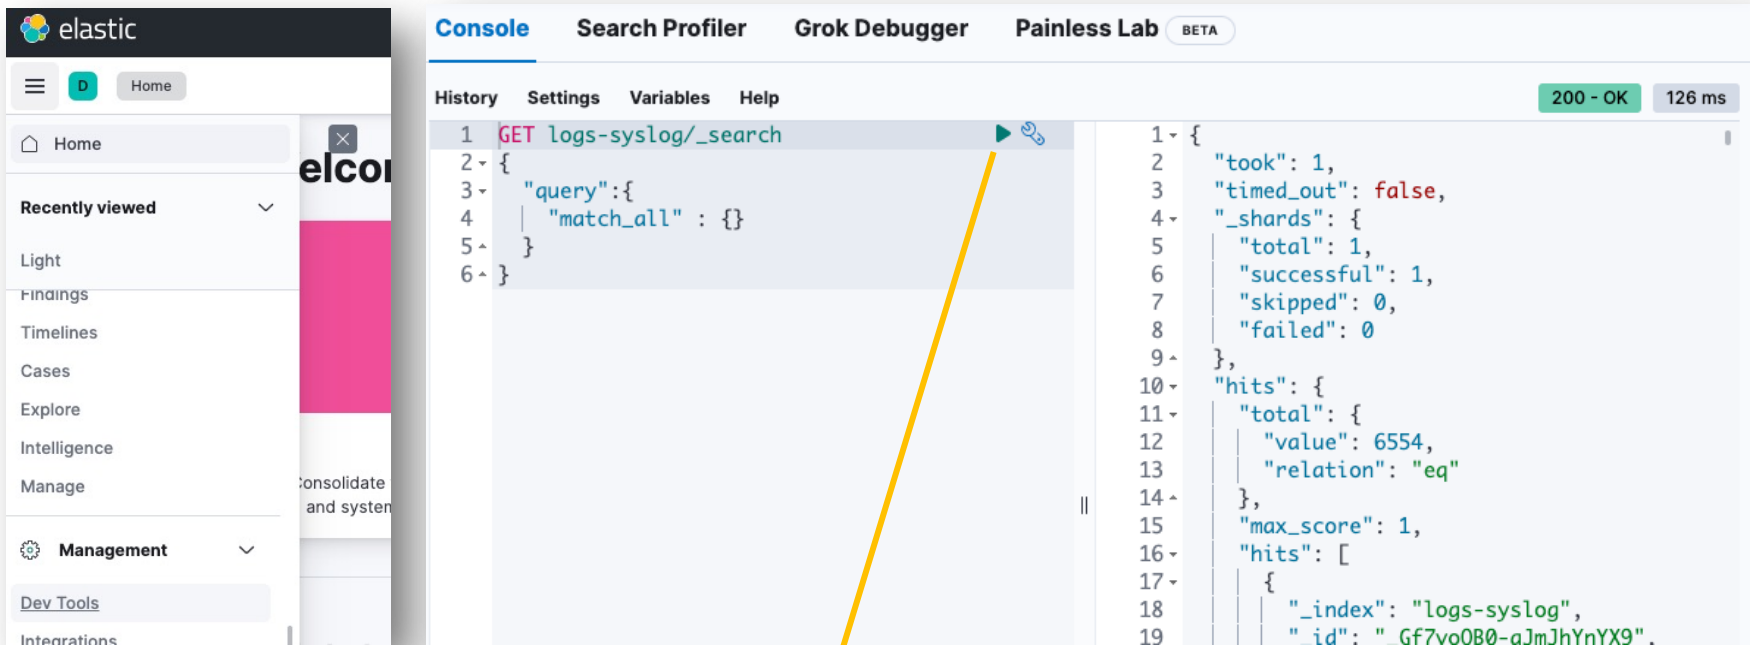 elastic
D
Home
Home
elco
Recently viewed
Light
Findings
Timelines
Cases
Explore
Intelligence
Manage
Consolidate
and system
Management
Dev Tools
Integrations
Console Search Profiler Grok Debugger Painless Lab BETA
History Settings Variables Help
200 - OK 126 ms
1 GET logs-syslog/_search
2 {
3 "query":{
4 "match_all" : {}
5 }
6 }
1 {
2 "took": 1,
3 "timed_out": false,
4 "_shards": {
5 "total": 1,
6 "successful": 1,
7 "skipped": 0,
8 "failed": 0
9 },
10 "hits": {
11 "total": {
12 "value": 6554,
13 "relation": "eq"
14 },
15 "max_score": 1,
16 "hits": [
17 {
18 "_index": "logs-syslog",
19 "_id":